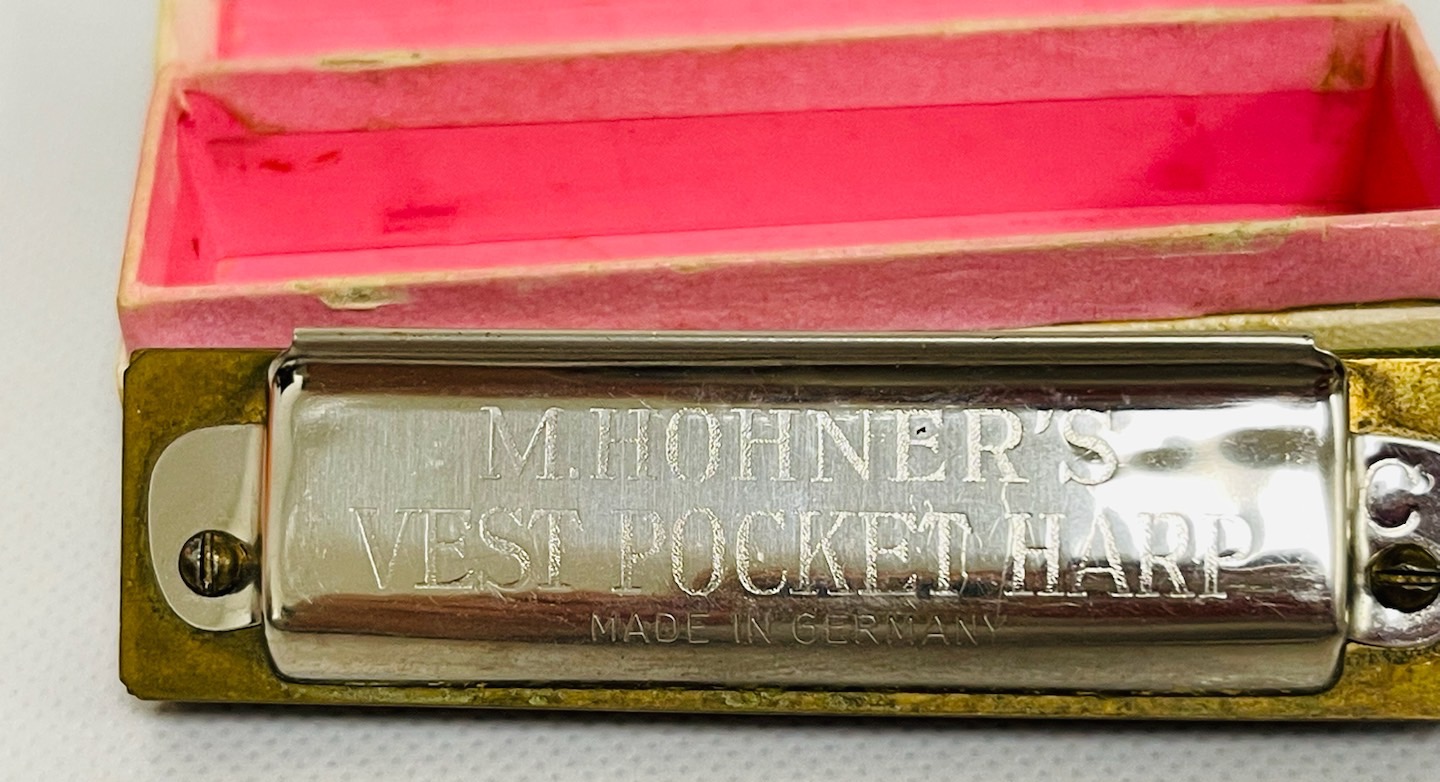 M.HOHNER'S
VEST POCKET HARP
C
MADE IN GERMANY